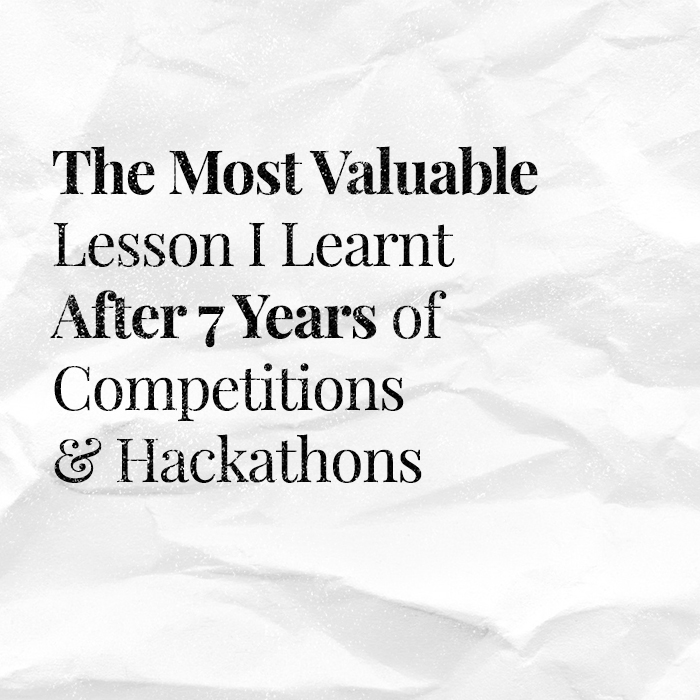 The Most Valuable
Lesson I Learnt
After 7 Years of
Competitions
& Hackathons